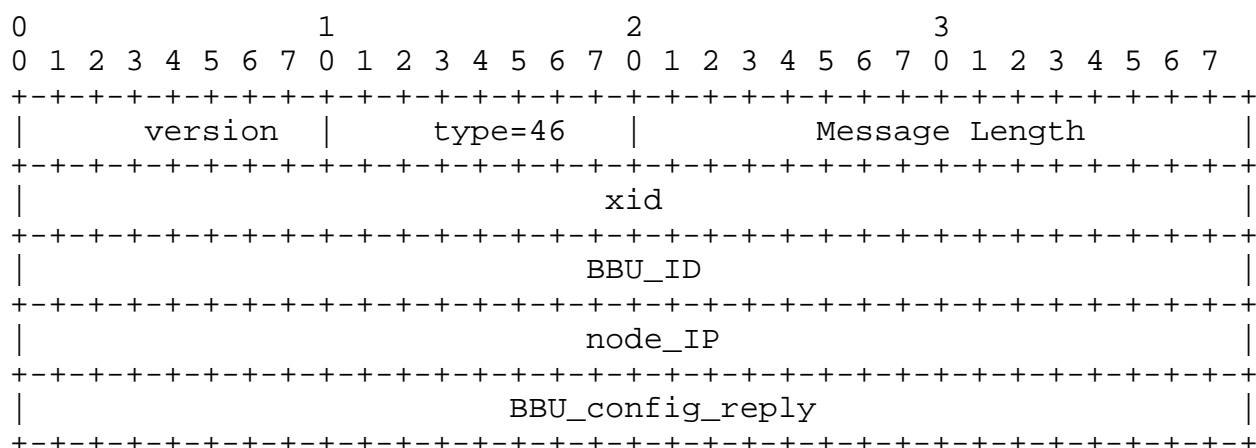 0                   1                   2                   3
0 1 2 3 4 5 6 7 0 1 2 3 4 5 6 7 0 1 2 3 4 5 6 7 0 1 2 3 4 5 6 7
+-+-+-+-+-+-+-+-+-+-+-+-+-+-+-+-+-+-+-+-+-+-+-+-+-+-+-+-+-+-+-+-+
|       version |     type=46   |         Message Length        |
+-+-+-+-+-+-+-+-+-+-+-+-+-+-+-+-+-+-+-+-+-+-+-+-+-+-+-+-+-+-+-+-+
|                              xid                              |
+-+-+-+-+-+-+-+-+-+-+-+-+-+-+-+-+-+-+-+-+-+-+-+-+-+-+-+-+-+-+-+-+
|                             BBU_ID                            |
+-+-+-+-+-+-+-+-+-+-+-+-+-+-+-+-+-+-+-+-+-+-+-+-+-+-+-+-+-+-+-+-+
|                             node_IP                           |
+-+-+-+-+-+-+-+-+-+-+-+-+-+-+-+-+-+-+-+-+-+-+-+-+-+-+-+-+-+-+-+-+
|                         BBU_config_reply                      |
+-+-+-+-+-+-+-+-+-+-+-+-+-+-+-+-+-+-+-+-+-+-+-+-+-+-+-+-+-+-+-+-+